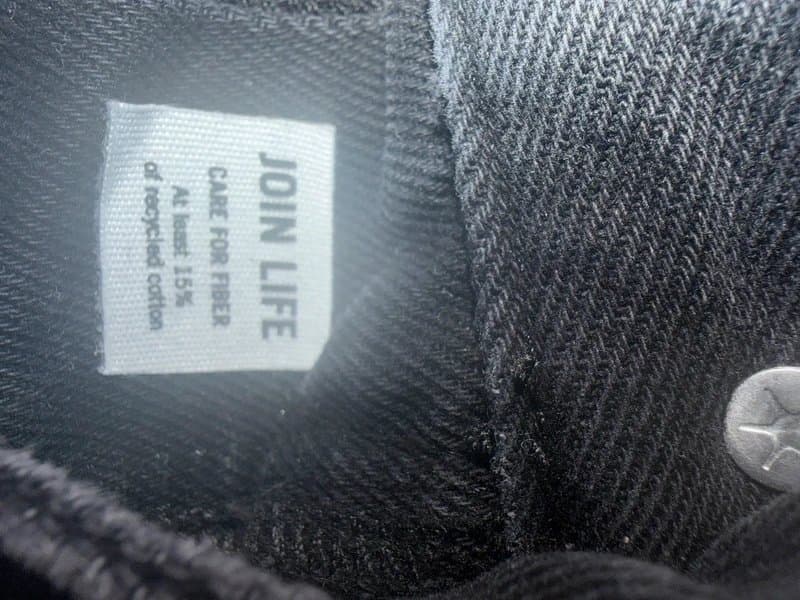 JOIN LIFE
CARE FOR FIBER
At least 15%
of recycled cotton